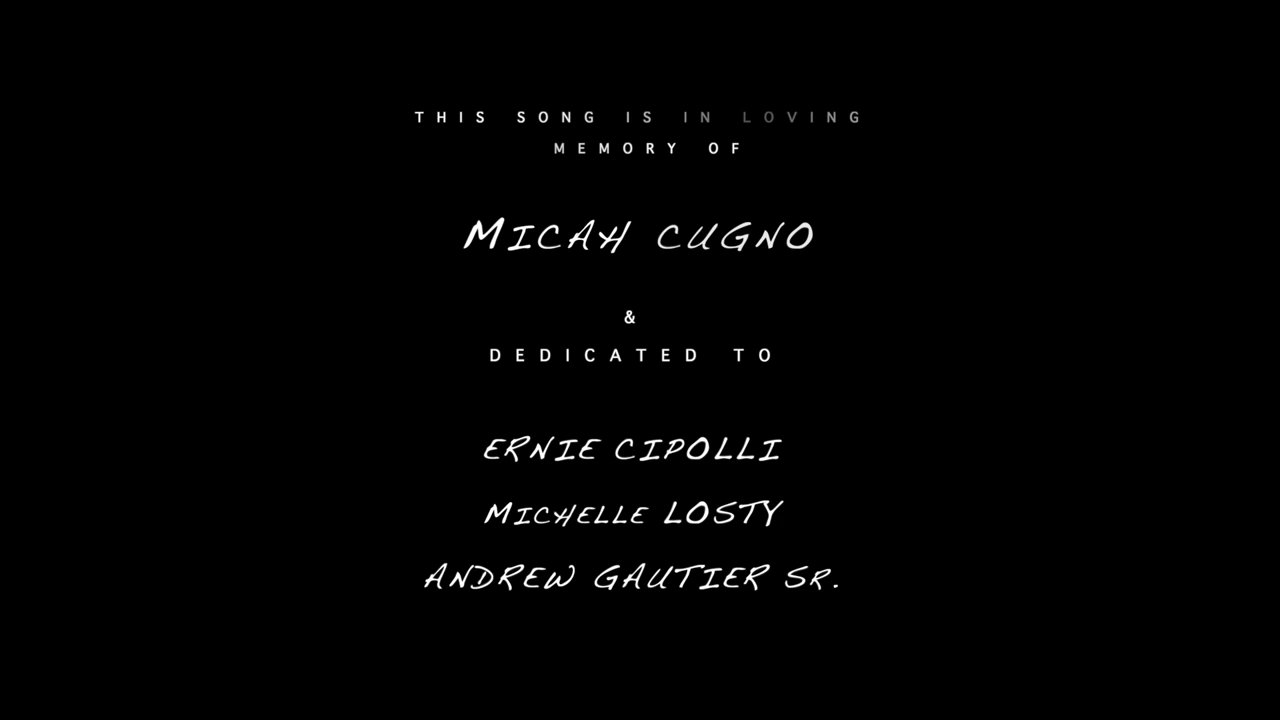 THIS SONG IS IN LOVING
MEMORY OF
MICAH CUGNO
&
DEDICATED TO
ERNIE CIPOLLI
MICHELLE LOSTY
ANDREW GAUTIER SR.